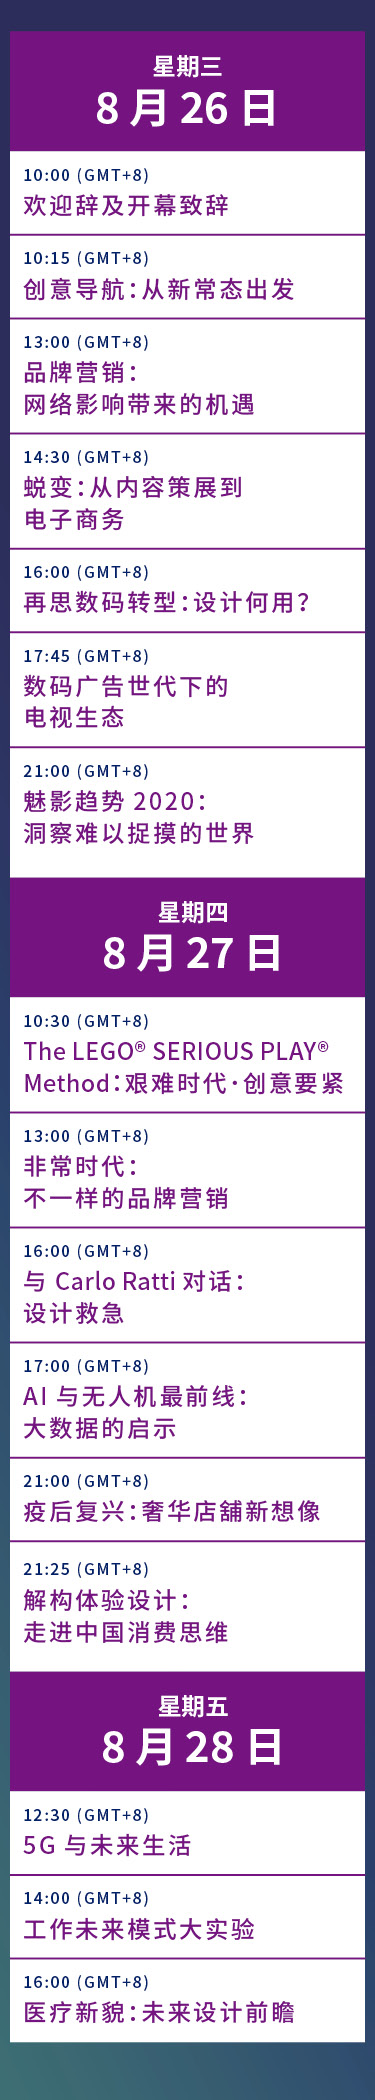 星期三
8 月 26 日
10:00 (GMT+8)
欢迎辞及开幕致辞
10:15 (GMT+8)
创意导航：从新常态出发
13:00 (GMT+8)
品牌营销：
网络影响带来的机遇
14:30 (GMT+8)
蜕变：从内容策展到
电子商务
16:00 (GMT+8)
再思数码转型：设计何用？
17:45 (GMT+8)
数码广告世代下的
电视生态
21:00 (GMT+8)
魅影趋势 2020：
洞察难以捉摸的世界
星期四
8 月 27 日
10:30 (GMT+8)
The LEGO® SERIOUS PLAY®
Method：艰难时代·创意要紧
13:00 (GMT+8)
非常时代：
不一样的品牌营销
16:00 (GMT+8)
与 Carlo Ratti 对话：
设计救急
17:00 (GMT+8)
AI 与无人机最前线：
大数据的启示
21:00 (GMT+8)
疫后复兴：奢华店舖新想像
21:25 (GMT+8)
解构体验设计：
走进中国消费思维
星期五
8 月 28 日
12:30 (GMT+8)
5G 与未来生活
14:00 (GMT+8)
工作未来模式大实验
16:00 (GMT+8)
医疗新貌：未来设计前瞻